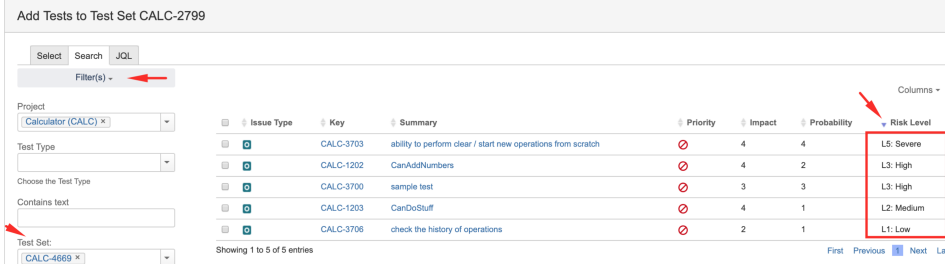 Add Tests to Test Set CALC-2799
Select Search JQL
Filter(s)
Columns
Project
Calculator (CALC) ×
Issue Type Key Summary Priority Impact Probability Risk Level
Test Type
CALC-3703 ability to perform clear / start new operations from scratch 4 4 L5: Severe
CALC-1202 CanAddNumbers 4 2 L3: High
Choose the Test Type
CALC-3700 sample test 3 3 L3: High
Contains text
CALC-1203 CanDoStuff 4 1 L2: Medium
CALC-3706 check the history of operations 2 1 L1: Low
Test Set:
CALC-4669 ×
Showing 1 to 5 of 5 entries First Previous 1 Next La